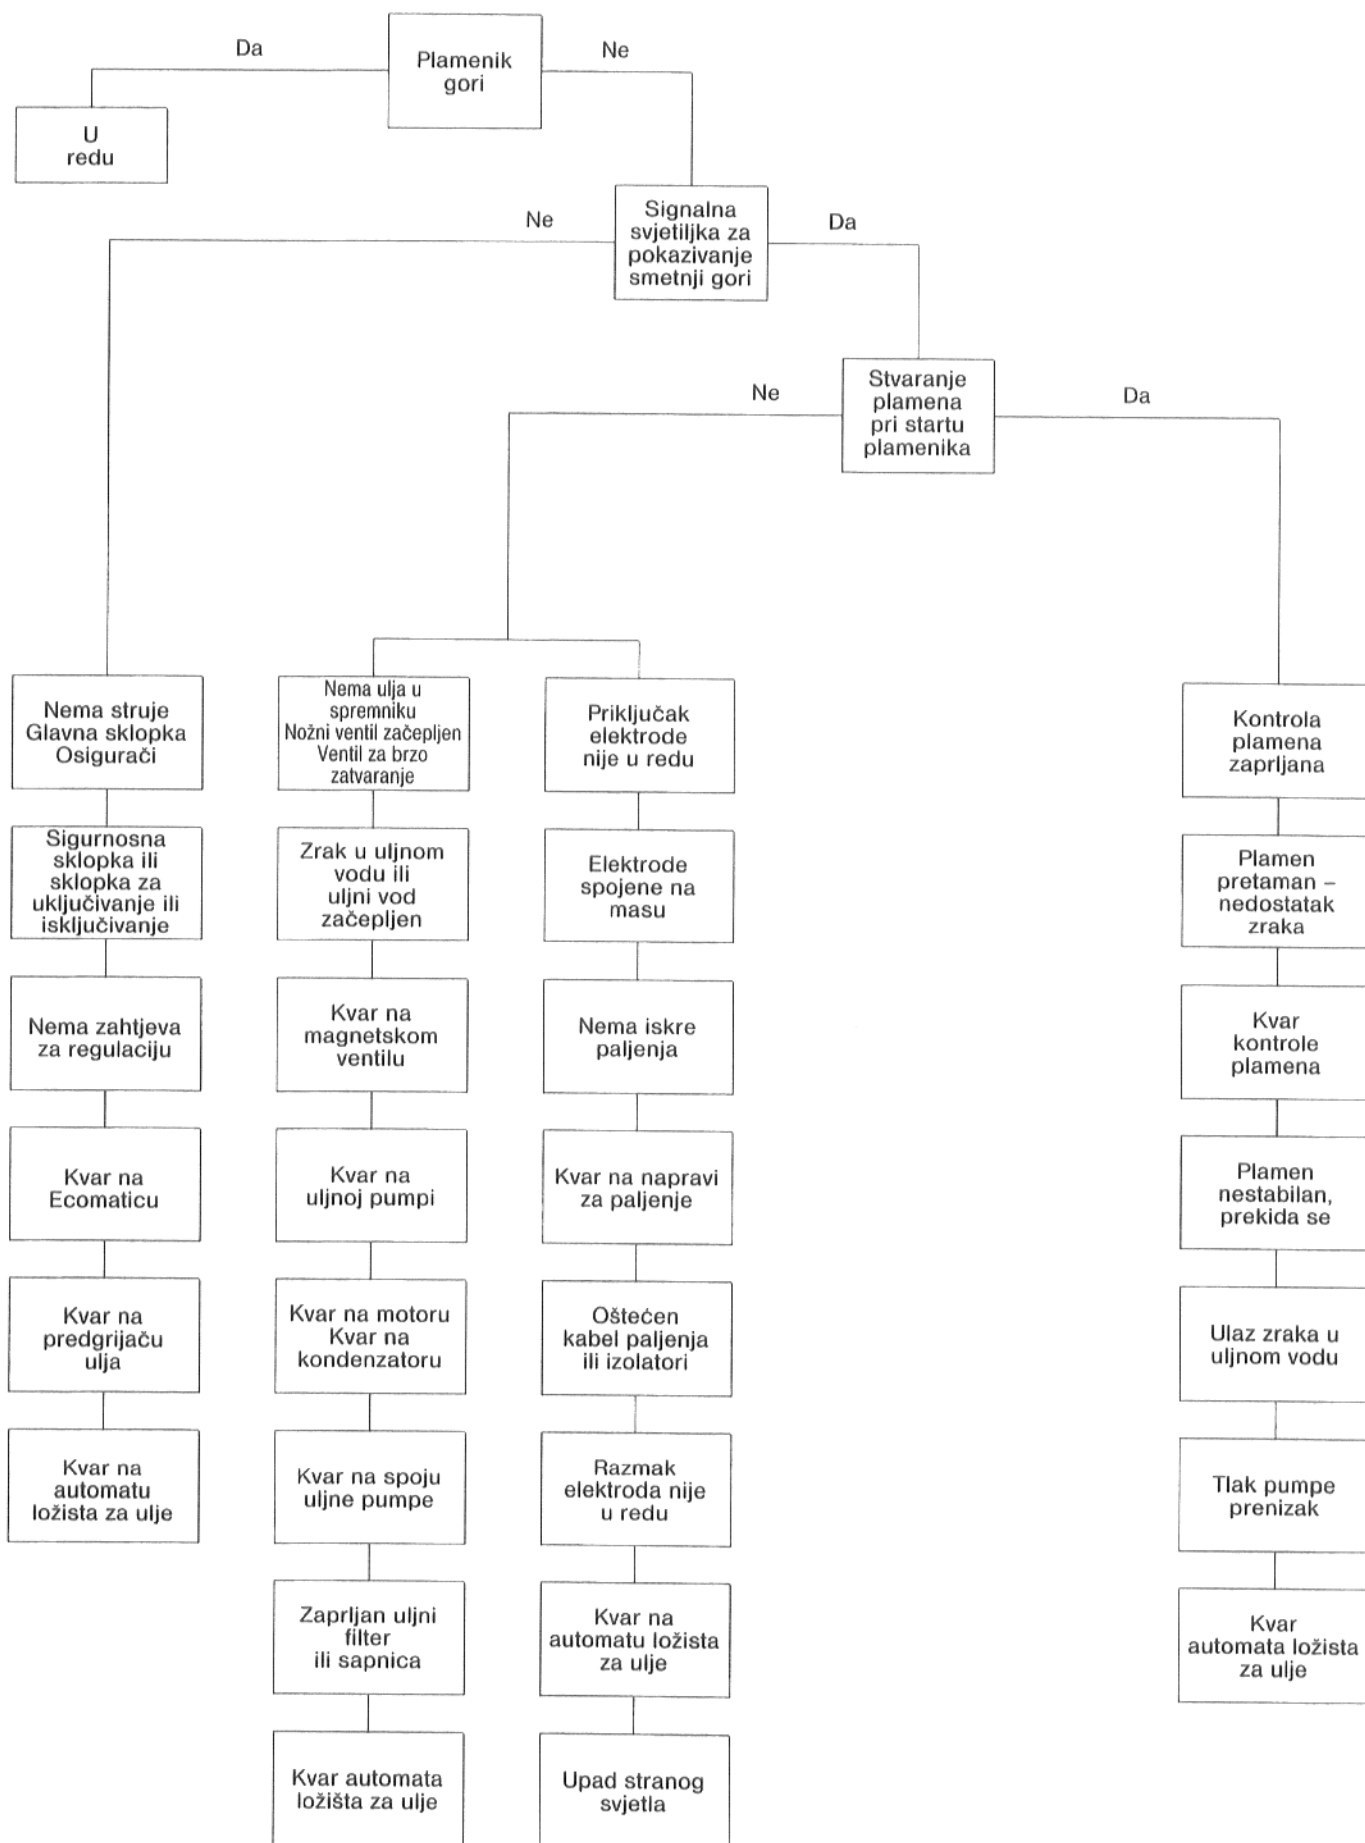 Da
Plamenik
gori
Ne
U
redu
Ne
Signalna
svjetiljka za
pokazivanje
smetnji gori
Da
Ne
Stvaranje
plamena
pri startu
plamenika
Da
Nema struje
Glavna sklopka
Osigurači
Sigurnosna
sklopka ili
sklopka za
uključivanje ili
isključivanje
Nema zahtjeva
za regulaciju
Kvar na
Ecomaticu
Kvar na
predgrijaču
ulja
Kvar na
automatu
ložista za ulje
Nema ulja u
spremniku
Nožni ventil začepljen
Ventil za brzo
zatvaranje
Zrak u uljnom
vodu ili
uljni vod
začepljen
Kvar na
magnetskom
ventilu
Kvar na
uljnoj pumpi
Kvar na motoru
Kvar na
kondenzatoru
Kvar na spoju
uljne pumpe
Zaprljan uljni
filter
ili sapnica
Kvar automata
ložišta za ulje
Priključak
elektrode
nije u redu
Elektrode
spojene na
masu
Nema iskre
paljenja
Kvar na napravi
za paljenje
Oštećen
kabel paljenja
ili izolatori
Razmak
elektroda nije
u redu
Kvar na
automatu ložista
za ulje
Upad stranog
svjetla
Kontrola
plamena
zaprljana
Plamen
pretaman –
nedostatak
zraka
Kvar
kontrole
plamena
Plamen
nestabilan,
prekida se
Ulaz zraka u
uljnom vodu
Tlak pumpe
prenizak
Kvar
automata ložista
za ulje